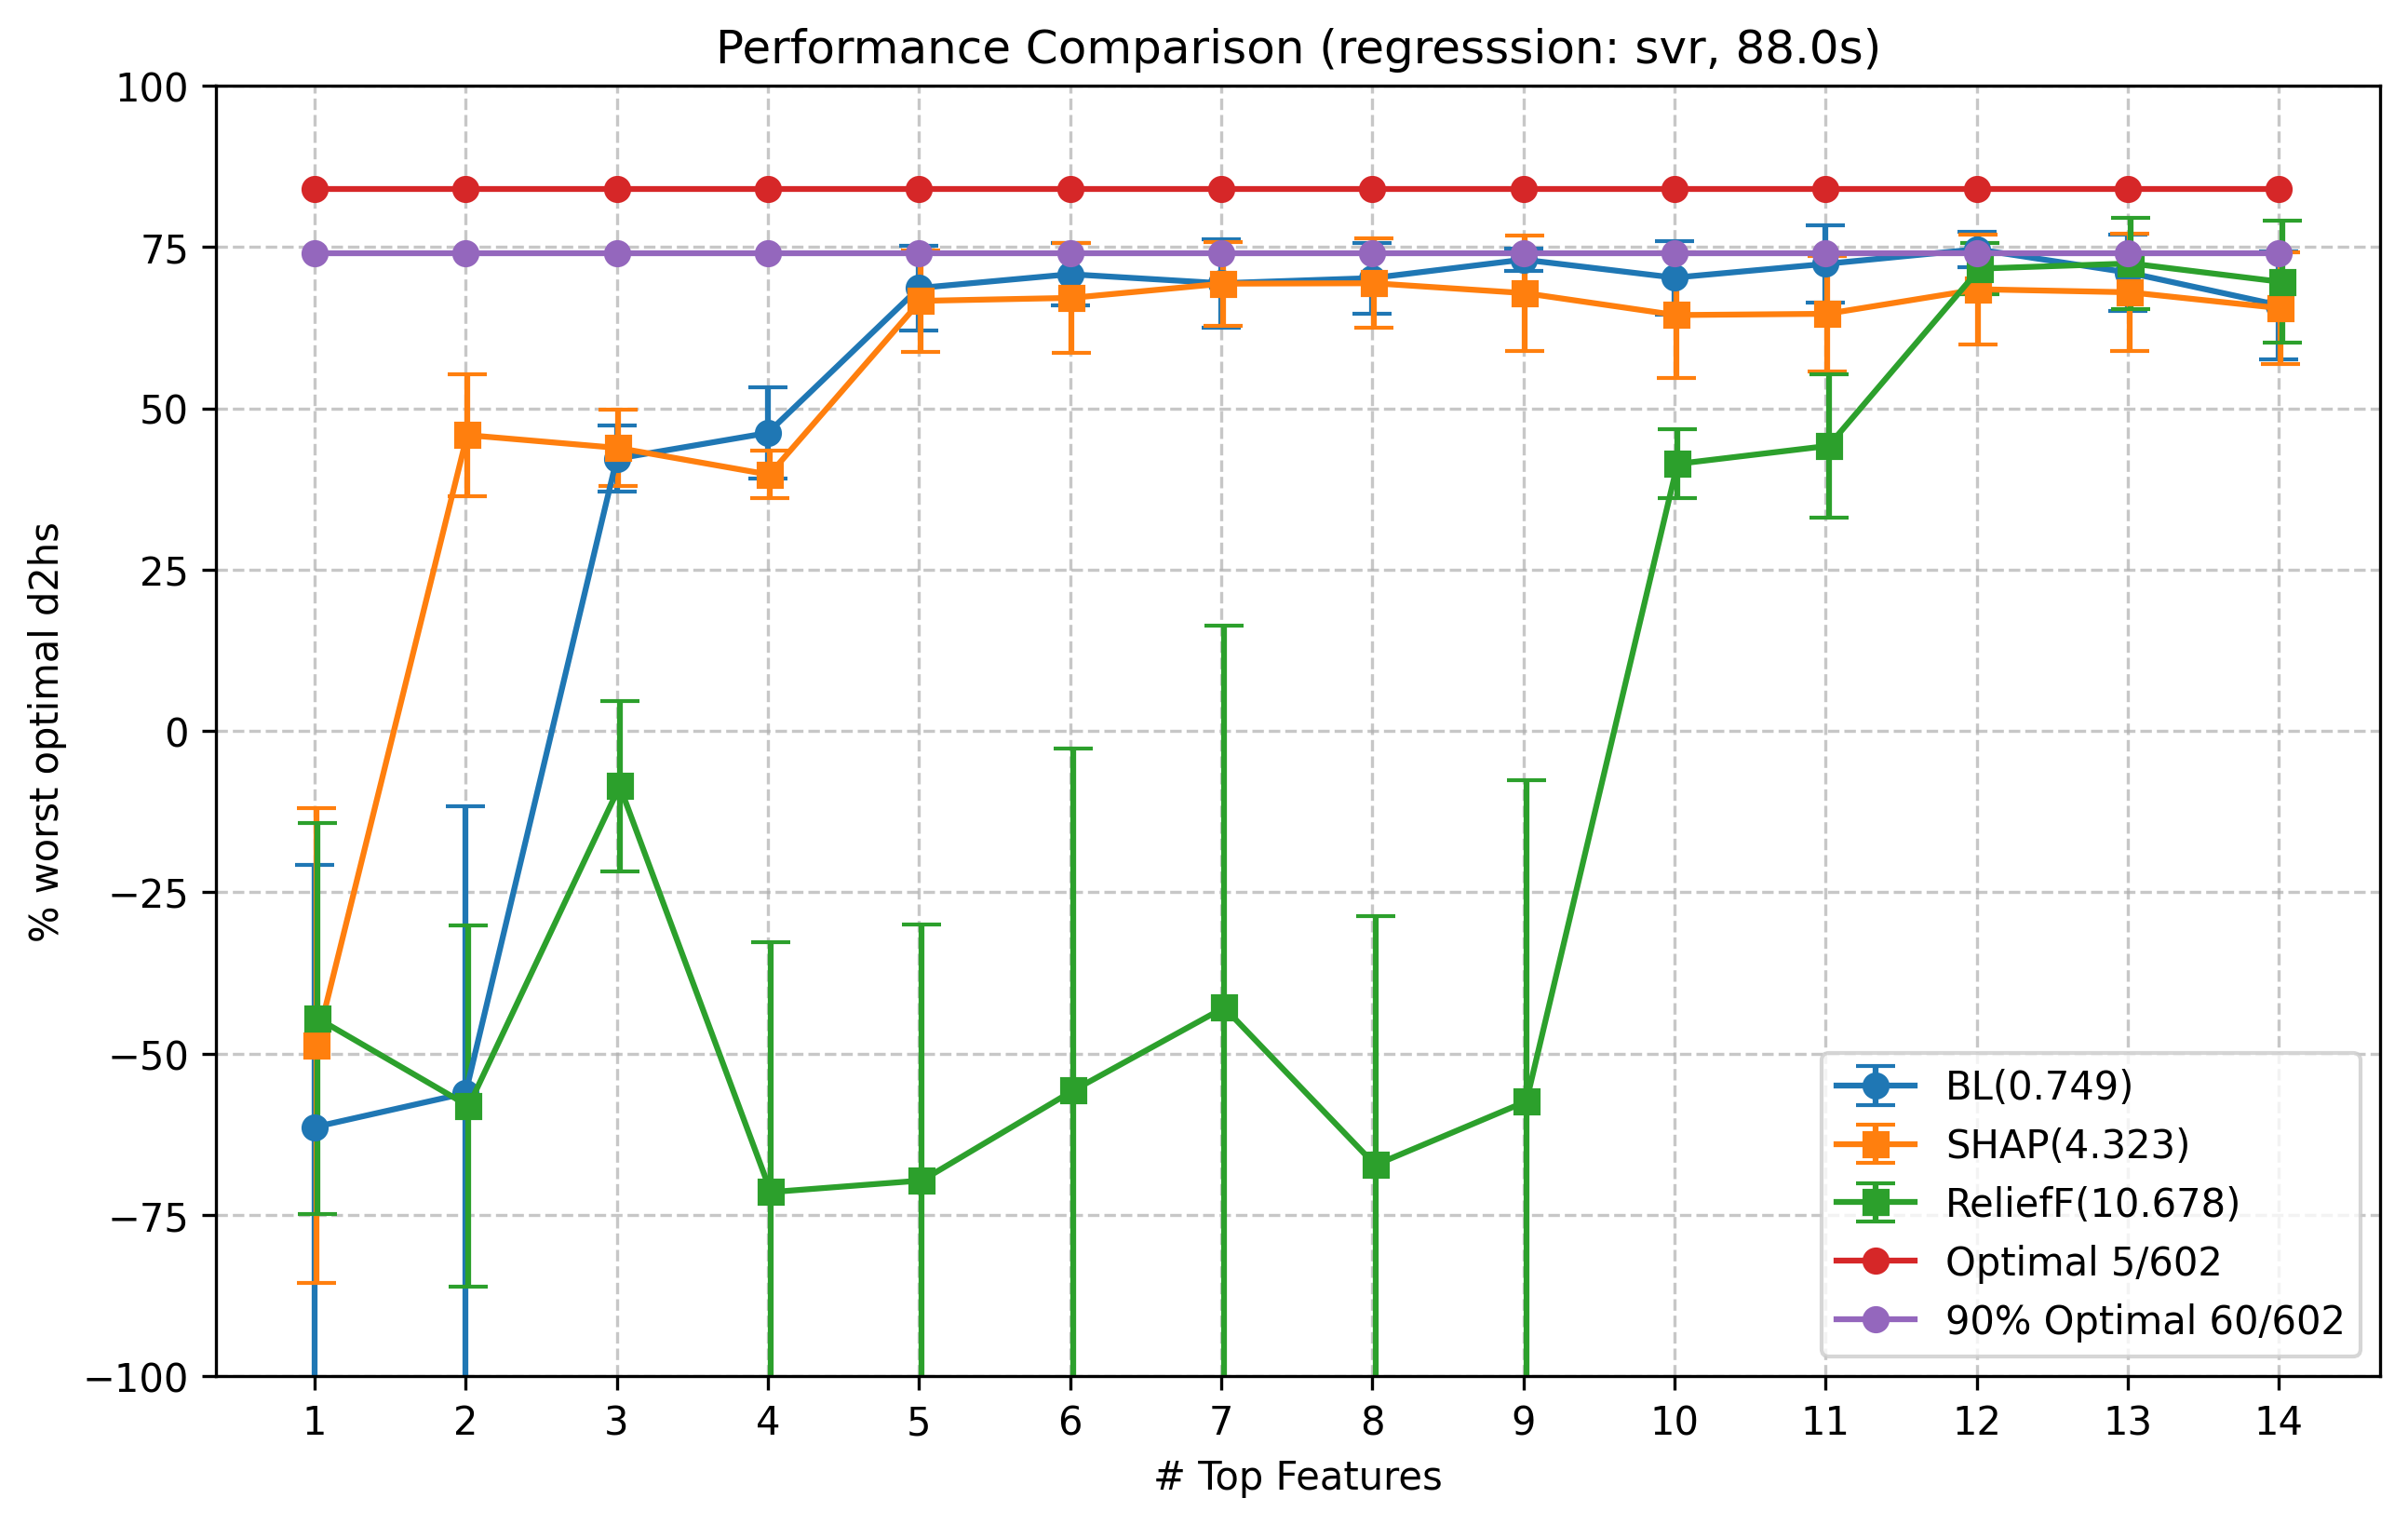 Performance Comparison (regresssion: svr, 88.0s)
% worst optimal d2hs
100
75
50
25
0
−25
−50
−75
−100
1 2 3 4 5 6 7 8 9 10 11 12 13 14
# Top Features
BL(0.749)
SHAP(4.323)
ReliefF(10.678)
Optimal 5/602
90% Optimal 60/602